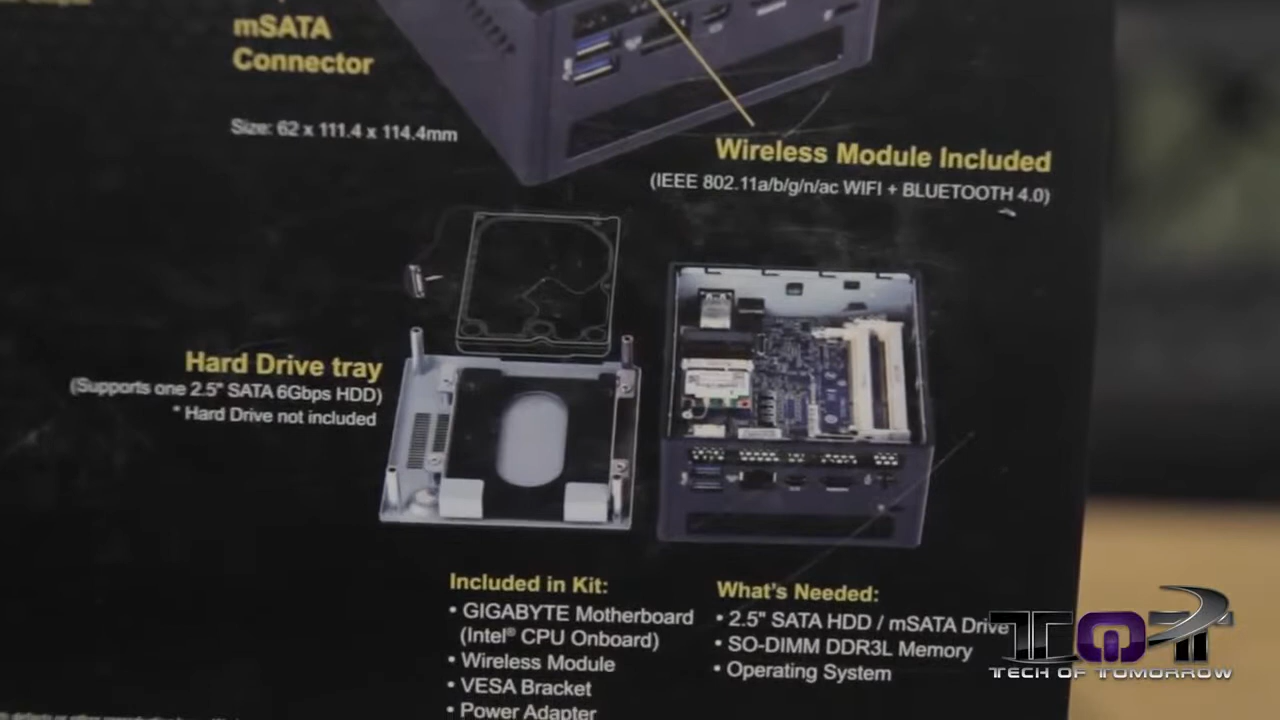 mSATA
Connector
Size: 62 x 111.4 x 114.4mm
Wireless Module Included
(IEEE 802.11a/b/g/n/ac WIFI + BLUETOOTH 4.0)
Hard Drive tray
(Supports one 2.5" SATA 6Gbps HDD)
* Hard Drive not included
Included in Kit:
• GIGABYTE Motherboard
(Intel® CPU Onboard)
• Wireless Module
• VESA Bracket
• Power Adapter
What's Needed:
• 2.5" SATA HDD / mSATA Drive
• SO-DIMM DDR3L Memory
• Operating System
TOT
TECH OF TOMORROW